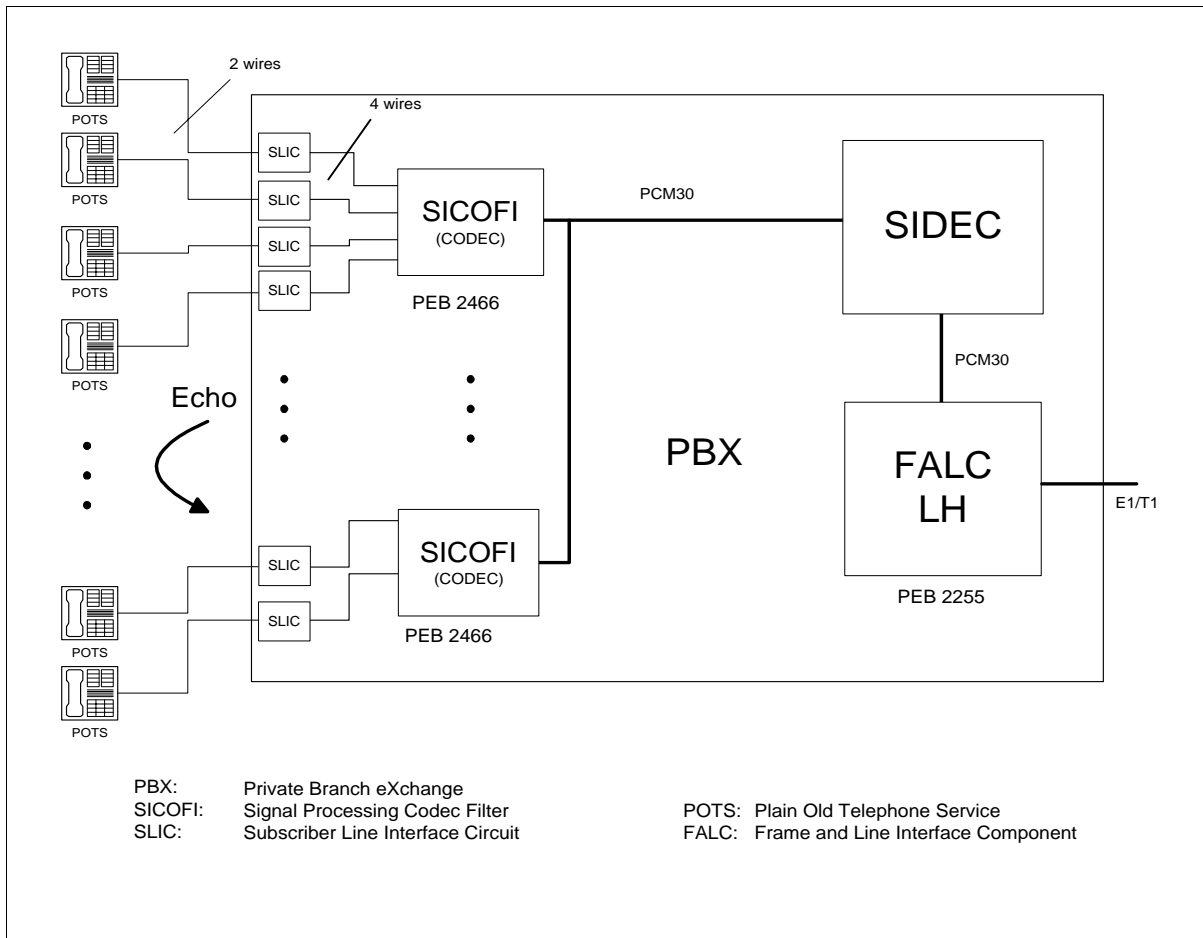 2 wires
POTS
4 wires
SLIC
POTS
SLIC
SICOFI
(CODEC)
PCM30
SIDEC
SLIC
POTS
SLIC
PEB 2466
POTS
PCM30
Echo
PBX
FALC
LH
E1/T1
SICOFI
(CODEC)
SLIC
PEB 2255
SLIC
PEB 2466
POTS
POTS
PBX: Private Branch eXchange
SICOFI: Signal Processing Codec Filter
POTS: Plain Old Telephone Service
SLIC: Subscriber Line Interface Circuit
FALC: Frame and Line Interface Component